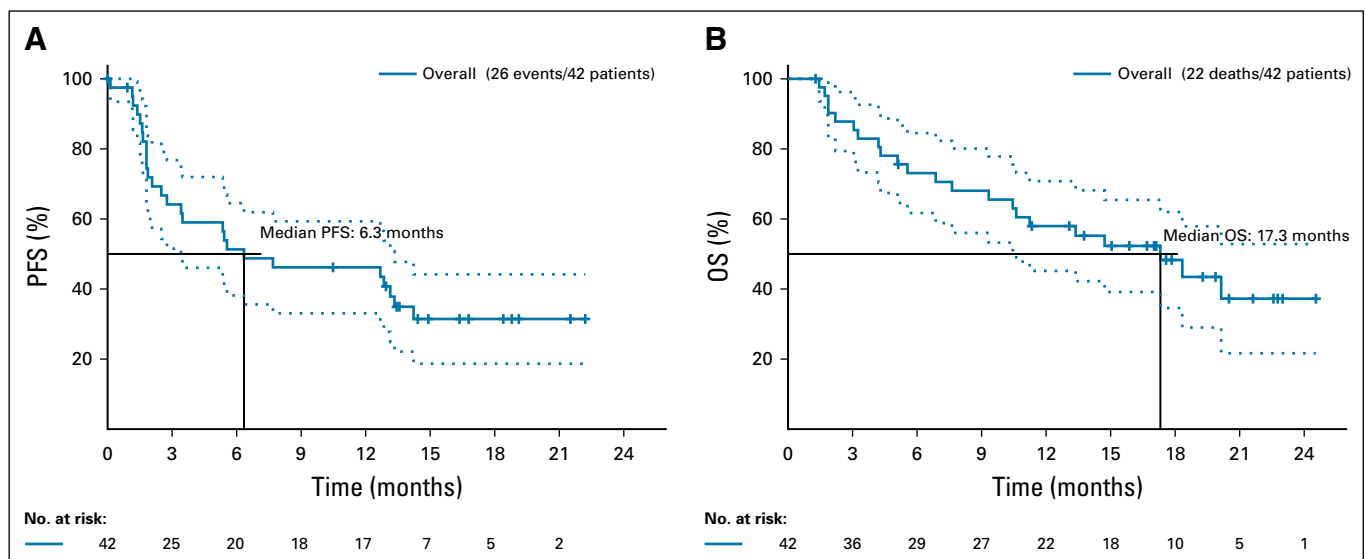 A
Overall (26 events/42 patients)
100
80
60
40
20
PFS (%)
Median PFS: 6.3 months
0 3 6 9 12 15 18 21 24
Time (months)
No. at risk:
42 25 20 18 17 7 5 2
B
Overall (22 deaths/42 patients)
100
80
60
40
20
OS (%)
Median OS: 17.3 months
0 3 6 9 12 15 18 21 24
Time (months)
No. at risk:
42 36 29 27 22 18 10 5 1